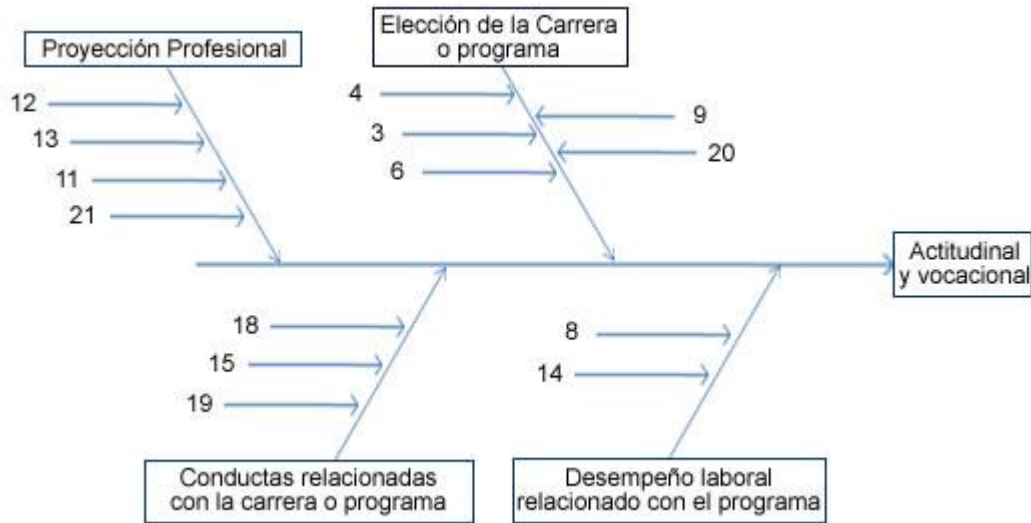 Elección de la Carrera
o programa
Proyección Profesional
4
12
9
3
13
20
6
11
21
Actitudinal
y vocacional
18
8
15
14
19
Conductas relacionadas
con la carrera o programa
Desempeño laboral
relacionado con el programa